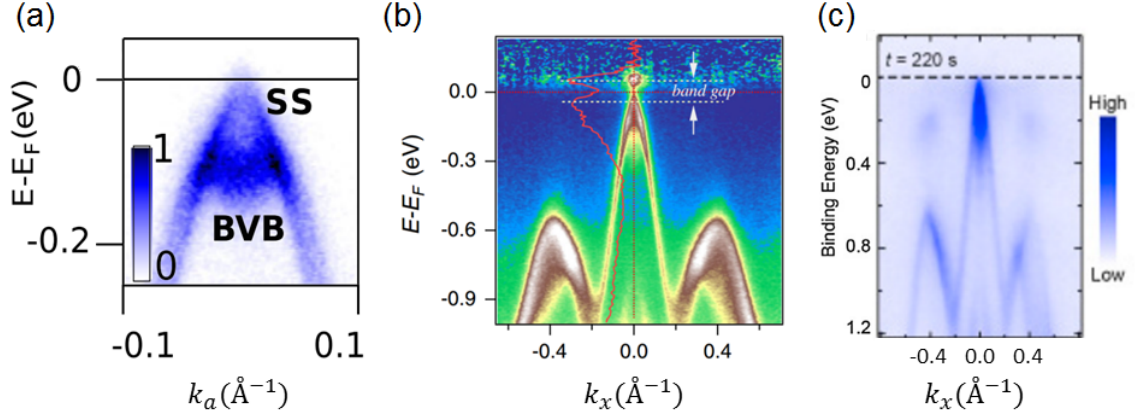 (a)
0
SS
E-E_F(eV)
1
BVB
-0.2
0
-0.1
0.1
k_a(Å⁻¹)
(b)
0.0
band gap
-0.3
E-E_F (eV)
-0.6
-0.9
-0.4
0.0
0.4
k_x(Å⁻¹)
(c)
t = 220 s
0
High
0.4
Binding Energy (eV)
0.8
Low
1.2
-0.4
0.0
0.4
k_x(Å⁻¹)